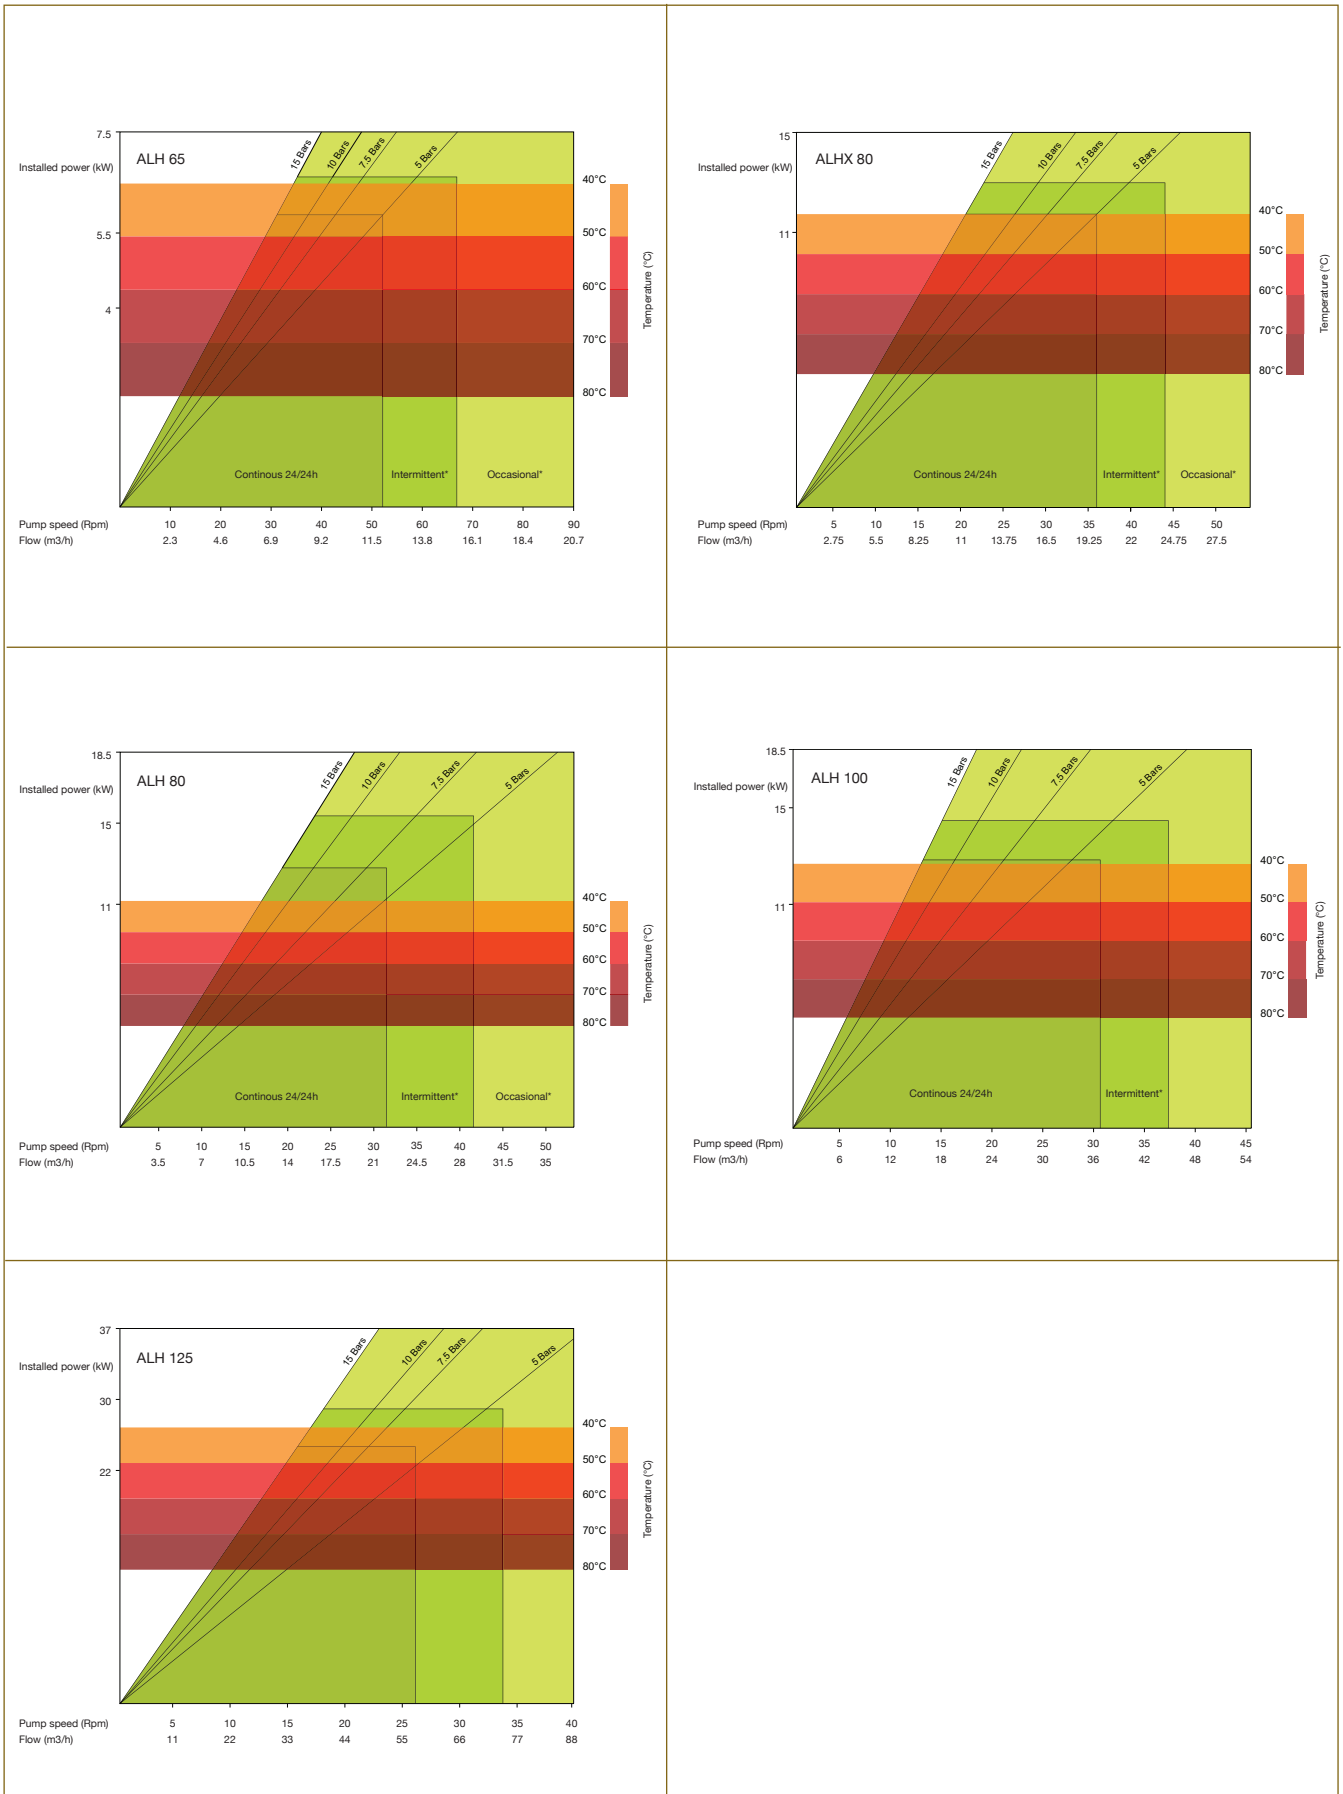 7.5
ALH 65
Installed power (kW)
15 Bars
10 Bars
7.5 Bars
5 Bars
40°C
50°C
5.5
60°C
4
70°C
80°C
Temperature (°C)
Continous 24/24h
Intermittent*
Occasional*
Pump speed (Rpm) 10 20 30 40 50 60 70 80 90
Flow (m3/h) 2.3 4.6 6.9 9.2 11.5 13.8 16.1 18.4 20.7
15
ALHX 80
Installed power (kW)
15 Bars
10 Bars
7.5 Bars
5 Bars
40°C
11
50°C
60°C
70°C
80°C
Temperature (°C)
Continous 24/24h
Intermittent*
Occasional*
Pump speed (Rpm) 5 10 15 20 25 30 35 40 45 50
Flow (m3/h) 2.75 5.5 8.25 11 13.75 16.5 19.25 22 24.75 27.5
18.5
ALH 80
Installed power (kW)
15 Bars
10 Bars
7.5 Bars
5 Bars
15
40°C
11
50°C
60°C
70°C
80°C
Temperature (°C)
Continous 24/24h
Intermittent*
Occasional*
Pump speed (Rpm) 5 10 15 20 25 30 35 40 45 50
Flow (m3/h) 3.5 7 10.5 14 17.5 21 24.5 28 31.5 35
18.5
ALH 100
Installed power (kW)
15 Bars
10 Bars
7.5 Bars
5 Bars
15
40°C
50°C
11
60°C
70°C
80°C
Temperature (°C)
Continous 24/24h
Intermittent*
Pump speed (Rpm) 5 10 15 20 25 30 35 40 45
Flow (m3/h) 6 12 18 24 30 36 42 48 54
37
ALH 125
Installed power (kW)
15 Bars
10 Bars
7.5 Bars
5 Bars
30
40°C
50°C
22
60°C
70°C
80°C
Temperature (°C)
Pump speed (Rpm) 5 10 15 20 25 30 35 40
Flow (m3/h) 11 22 33 44 55 66 77 88